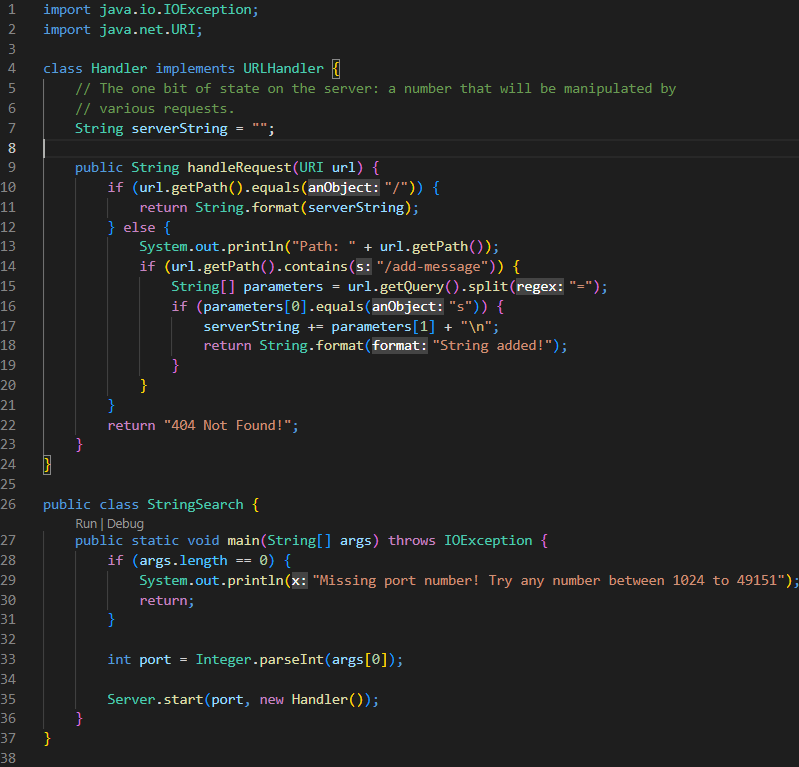 1 import java.io.IOException;
2 import java.net.URI;
3
4 class Handler implements URLHandler {
5     // The one bit of state on the server: a number that will be manipulated by
6     // various requests.
7     String serverString = "";
8
9     public String handleRequest(URI url) {
10         if (url.getPath().equals(anObject: "/")) {
11             return String.format(serverString);
12         } else {
13             System.out.println("Path: " + url.getPath());
14             if (url.getPath().contains(s: "/add-message")) {
15                 String[] parameters = url.getQuery().split(regex: "=");
16                 if (parameters[0].equals(anObject: "s")) {
17                     serverString += parameters[1] + "\n";
18                     return String.format(format: "String added!");
19                 }
20             }
21         }
22         return "404 Not Found!";
23     }
24 }
25
26 public class StringSearch {
Run | Debug
27     public static void main(String[] args) throws IOException {
28         if (args.length == 0) {
29             System.out.println(x: "Missing port number! Try any number between 1024 to 49151");
30             return;
31         }
32
33         int port = Integer.parseInt(args[0]);
34
35         Server.start(port, new Handler());
36     }
37 }
38